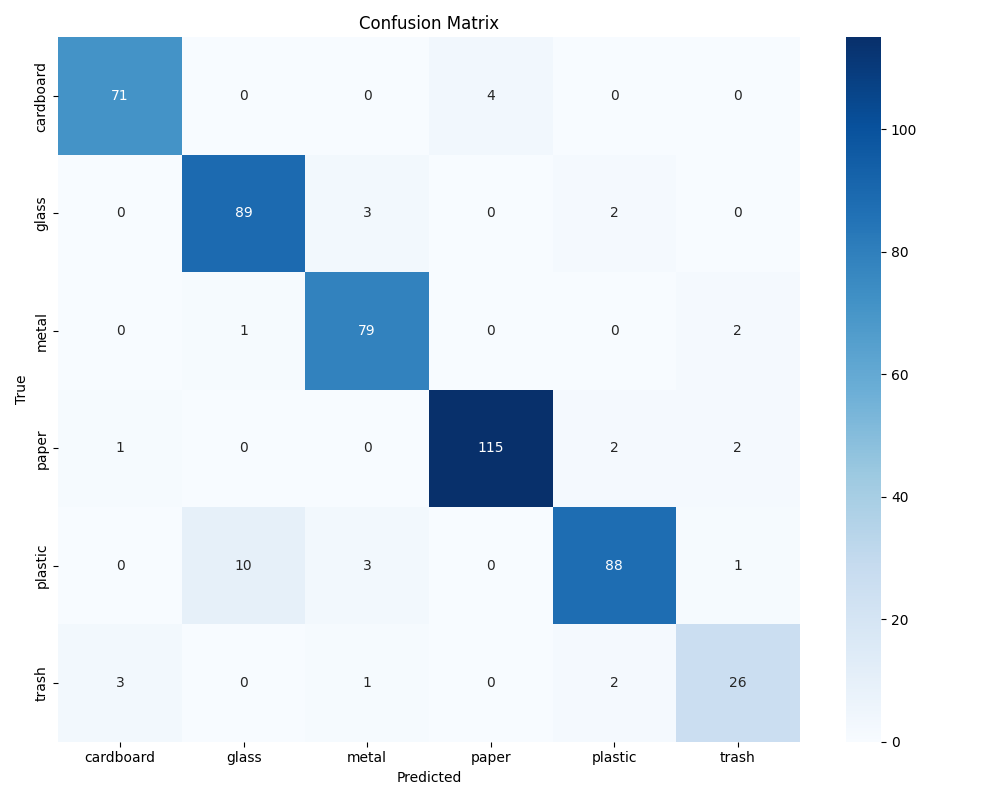 Confusion Matrix
cardboard 71 0 0 4 0 0
glass 0 89 3 0 2 0
metal 0 1 79 0 0 2
paper 1 0 0 115 2 2
plastic 0 10 3 0 88 1
trash 3 0 1 0 2 26
True
cardboard glass metal paper plastic trash
Predicted
100
80
60
40
20
0